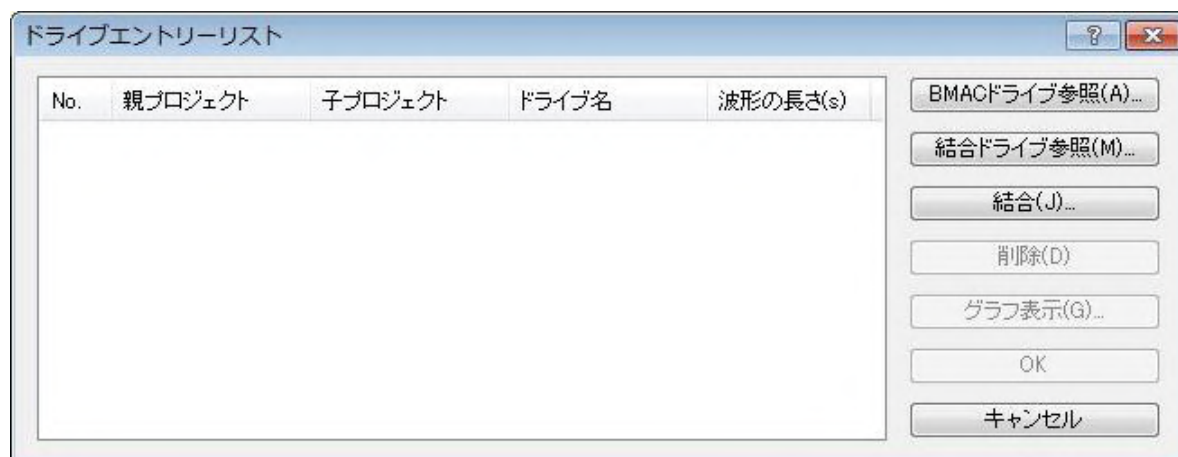 ドライブエントリーリスト
No. 親プロジェクト 子プロジェクト ドライブ名 波形の長さ(s)
BMACドライブ参照(A)...
結合ドライブ参照(M)...
結合(J)...
削除(D)
グラフ表示(G)...
OK
キャンセル